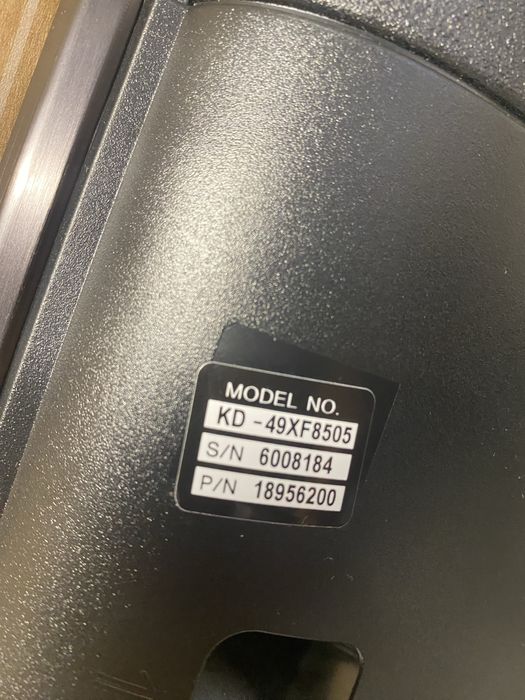 MODEL NO.
KD - 49XF8505
S/N 6008184
P/N 18956200